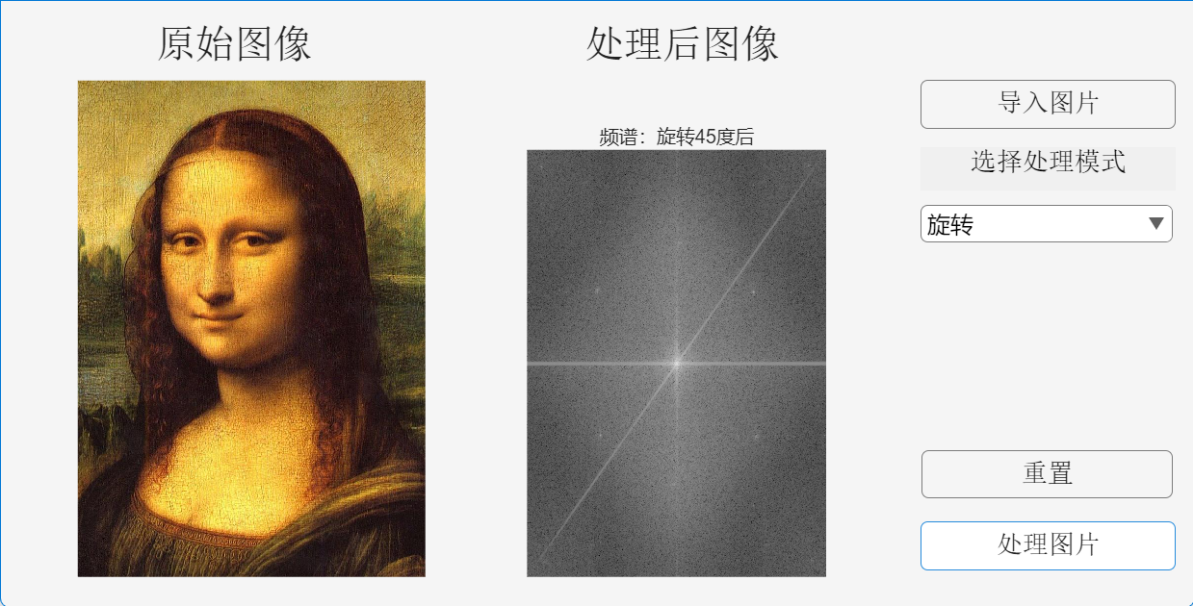 原始图像
处理后图像
频谱：旋转45度后
导入图片
选择处理模式
旋转
重置
处理图片